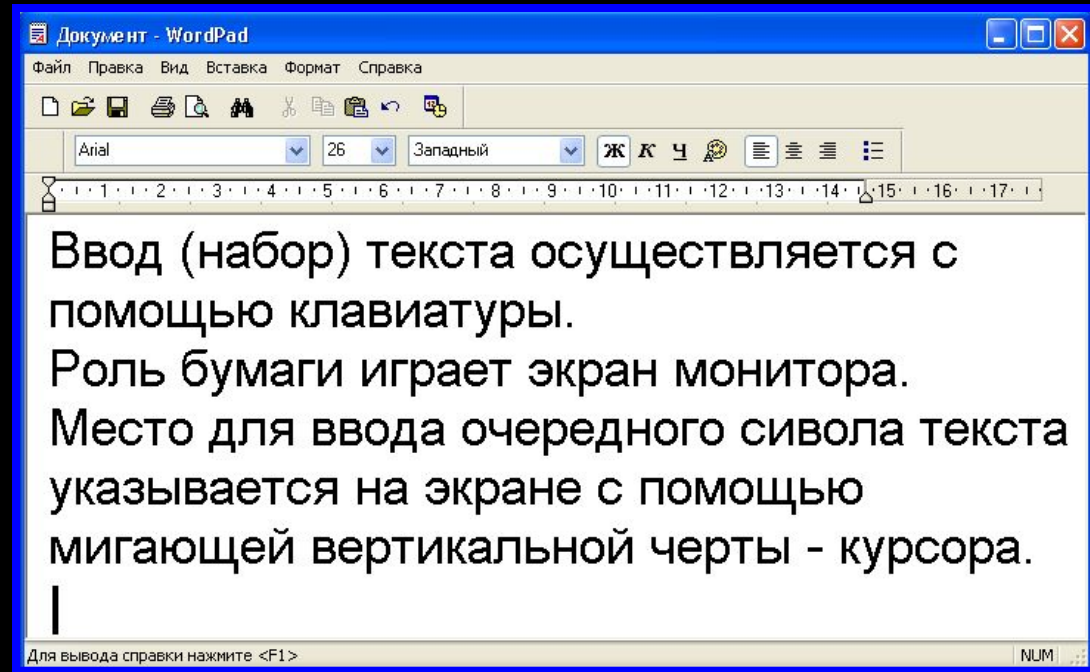 Документ - WordPad
Файл Правка Вид Вставка Формат Справка
Arial 26 Западный Ж К Ч
1 2 3 4 5 6 7 8 9 10 11 12 13 14 15 16 17
Ввод (набор) текста осуществляется с
помощью клавиатуры.
Роль бумаги играет экран монитора.
Место для ввода очередного сивола текста
указывается на экране с помощью
мигающей вертикальной черты - курсора.
Для вывода справки нажмите <F1> NUM